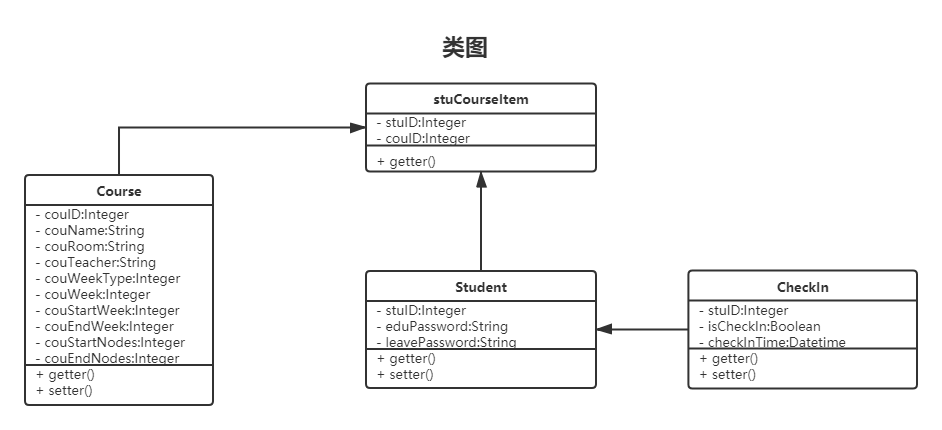 类图
stuCourseItem
- stuID:Integer
- couID:Integer
+ getter()
Course
- couID:Integer
- couName:String
- couRoom:String
- couTeacher:String
- couWeekType:Integer
- couWeek:Integer
- couStartWeek:Integer
- couEndWeek:Integer
- couStartNodes:Integer
- couEndNodes:Integer
+ getter()
+ setter()
Student
- stuID:Integer
- eduPassword:String
- leavePassword:String
+ getter()
+ setter()
CheckIn
- stuID:Integer
- isCheckIn:Boolean
- checkInTime:Datetime
+ getter()
+ setter()